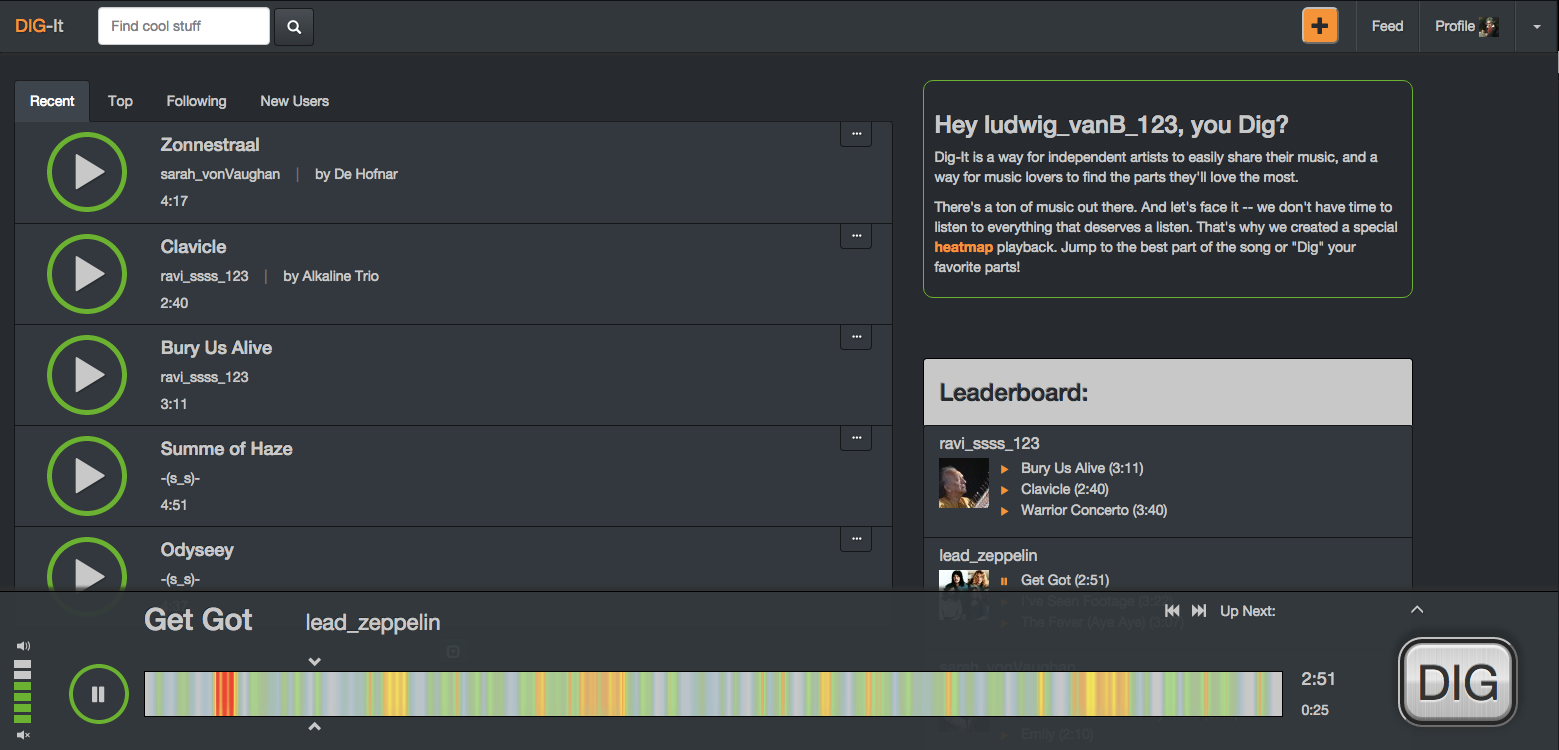 DIG-It
Find cool stuff
Feed
Profile
Recent
Top
Following
New Users
Zonnestraal
sarah_vonVaughan | by De Hofnar
4:17
Clavicle
ravi_ssss_123 | by Alkaline Trio
2:40
Bury Us Alive
ravi_ssss_123
3:11
Summe of Haze
-(s_s)-
4:51
Odyseey
-(s_s)-
Hey ludwig_vanB_123, you Dig?
Dig-It is a way for independent artists to easily share their music, and a
way for music lovers to find the parts they'll love the most.
There's a ton of music out there. And let's face it -- we don't have time to
listen to everything that deserves a listen. That's why we created a special
heatmap playback. Jump to the best part of the song or "Dig" your
favorite parts!
Leaderboard:
ravi_ssss_123
Bury Us Alive (3:11)
Clavicle (2:40)
Warrior Concerto (3:40)
lead_zeppelin
Get Got (2:51)
I've Seen Footage
The Fever (Aye Aye) (3:07)
sarah_vonVaughan
Emily (2:10)
Get Got
lead_zeppelin
Up Next:
2:51
0:25
DIG